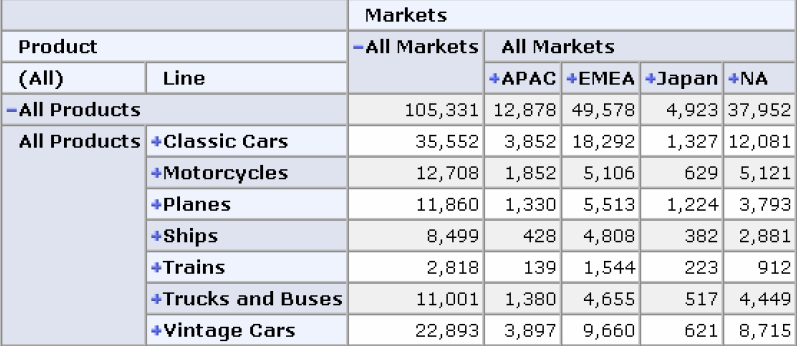 Markets
Product −All Markets All Markets
(All) Line +APAC +EMEA +Japan +NA
−All Products 105,331 12,878 49,578 4,923 37,952
All Products +Classic Cars 35,552 3,852 18,292 1,327 12,081
+Motorcycles 12,708 1,852 5,106 629 5,121
+Planes 11,860 1,330 5,513 1,224 3,793
+Ships 8,499 428 4,808 382 2,881
+Trains 2,818 139 1,544 223 912
+Trucks and Buses 11,001 1,380 4,655 517 4,449
+Vintage Cars 22,893 3,897 9,660 621 8,715